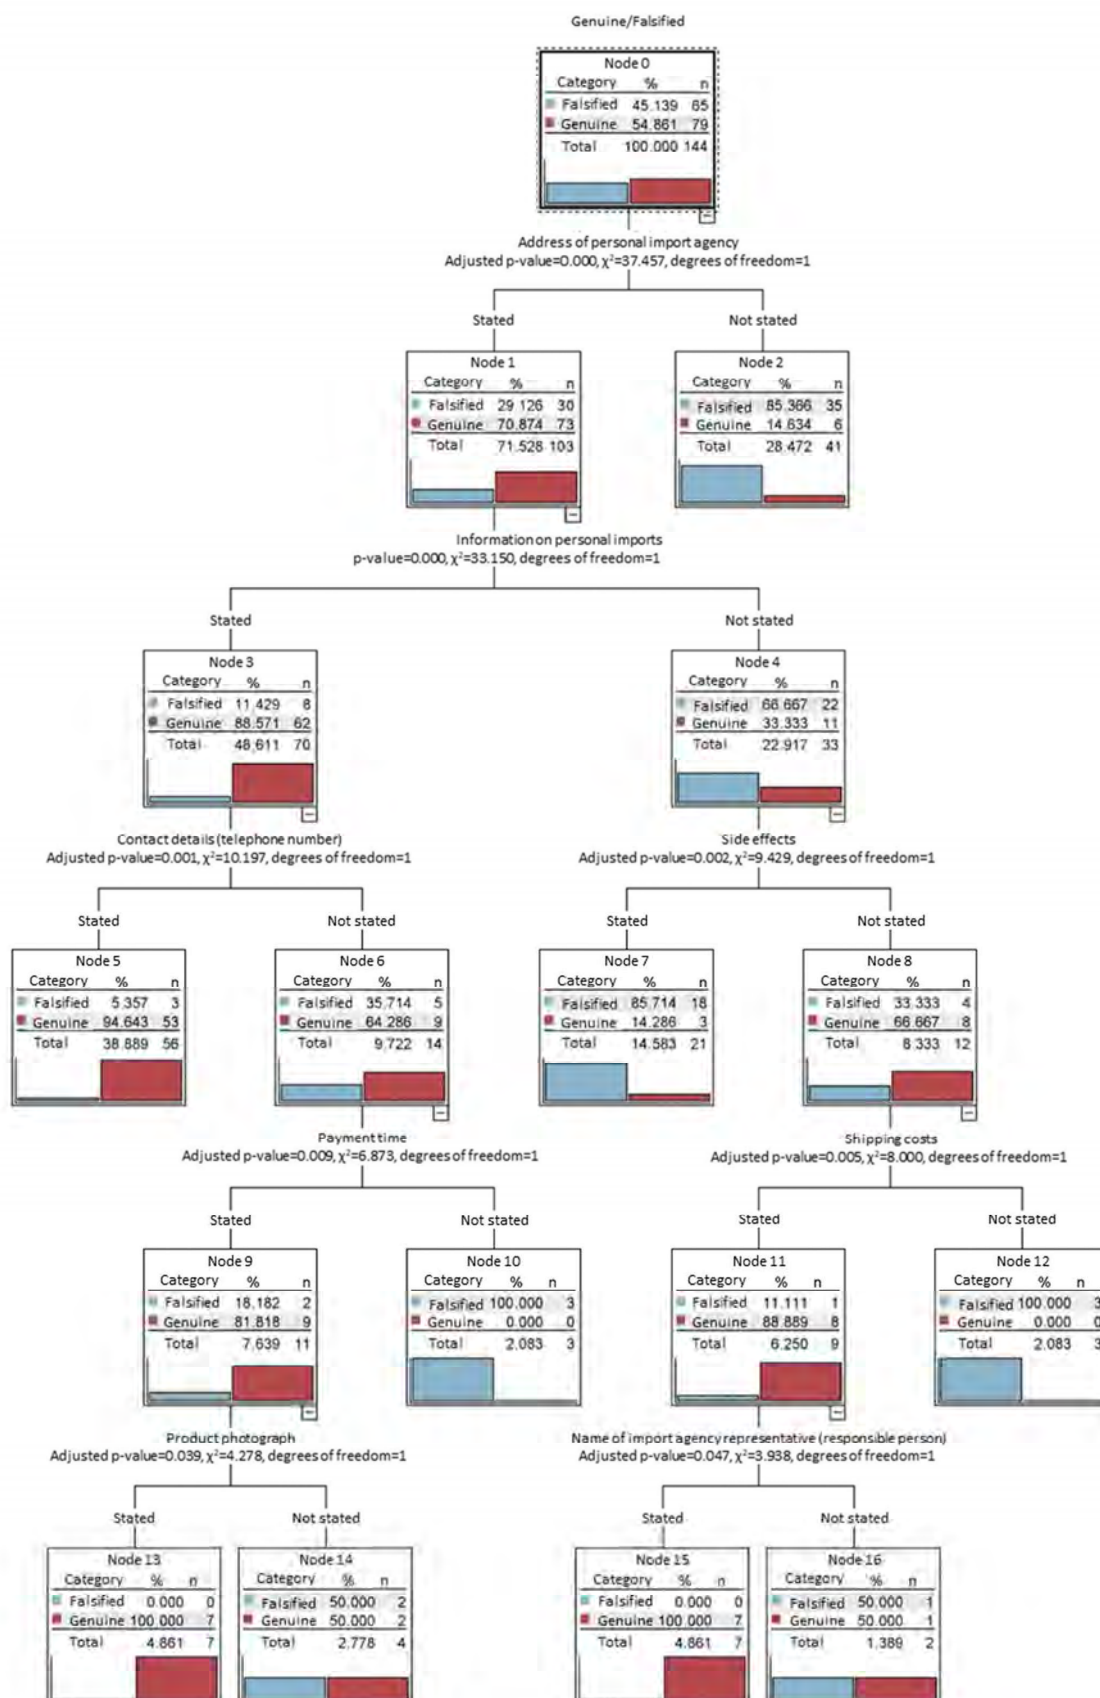 Genuine/Falsified
Node 0
Category % n
Falsified 45.139 65
Genuine 54.861 79
Total 100.000 144
Address of personal import agency
Adjusted p-value=0.000, χ²=37.457, degrees of freedom=1
Stated
Not stated
Node 1
Category % n
Falsified 29.126 30
Genuine 70.874 73
Total 71.528 103
Node 2
Category % n
Falsified 85.366 35
Genuine 14.634 6
Total 28.472 41
Information on personal imports
p-value=0.000, χ²=33.150, degrees of freedom=1
Stated
Not stated
Node 3
Category % n
Falsified 11.429 8
Genuine 88.571 62
Total 48.611 70
Node 4
Category % n
Falsified 66.667 22
Genuine 33.333 11
Total 22.917 33
Contact details (telephone number)
Adjusted p-value=0.001, χ²=10.197, degrees of freedom=1
Side effects
Adjusted p-value=0.002, χ²=9.429, degrees of freedom=1
Stated
Not stated
Stated
Not stated
Node 5
Category % n
Falsified 5.357 3
Genuine 94.643 53
Total 38.889 56
Node 6
Category % n
Falsified 35.714 5
Genuine 64.286 9
Total 9.722 14
Node 7
Category % n
Falsified 85.714 18
Genuine 14.286 3
Total 14.583 21
Node 8
Category % n
Falsified 33.333 4
Genuine 66.667 8
Total 8.333 12
Payment time
Adjusted p-value=0.009, χ²=6.873, degrees of freedom=1
Shipping costs
Adjusted p-value=0.005, χ²=8.000, degrees of freedom=1
Stated
Not stated
Stated
Not stated
Node 9
Category % n
Falsified 18.182 2
Genuine 81.818 9
Total 7.639 11
Node 10
Category % n
Falsified 100.000 3
Genuine 0.000 0
Total 2.083 3
Node 11
Category % n
Falsified 11.111 1
Genuine 88.889 8
Total 6.250 9
Node 12
Category % n
Falsified 100.000 3
Genuine 0.000 0
Total 2.083 3
Product photograph
Adjusted p-value=0.039, χ²=4.278, degrees of freedom=1
Name of import agency representative (responsible person)
Adjusted p-value=0.047, χ²=3.938, degrees of freedom=1
Stated
Not stated
Stated
Not stated
Node 13
Category % n
Falsified 0.000 0
Genuine 100.000 7
Total 4.861 7
Node 14
Category % n
Falsified 50.000 2
Genuine 50.000 2
Total 2.778 4
Node 15
Category % n
Falsified 0.000 0
Genuine 100.000 7
Total 4.861 7
Node 16
Category % n
Falsified 50.000 1
Genuine 50.000 1
Total 1.389 2